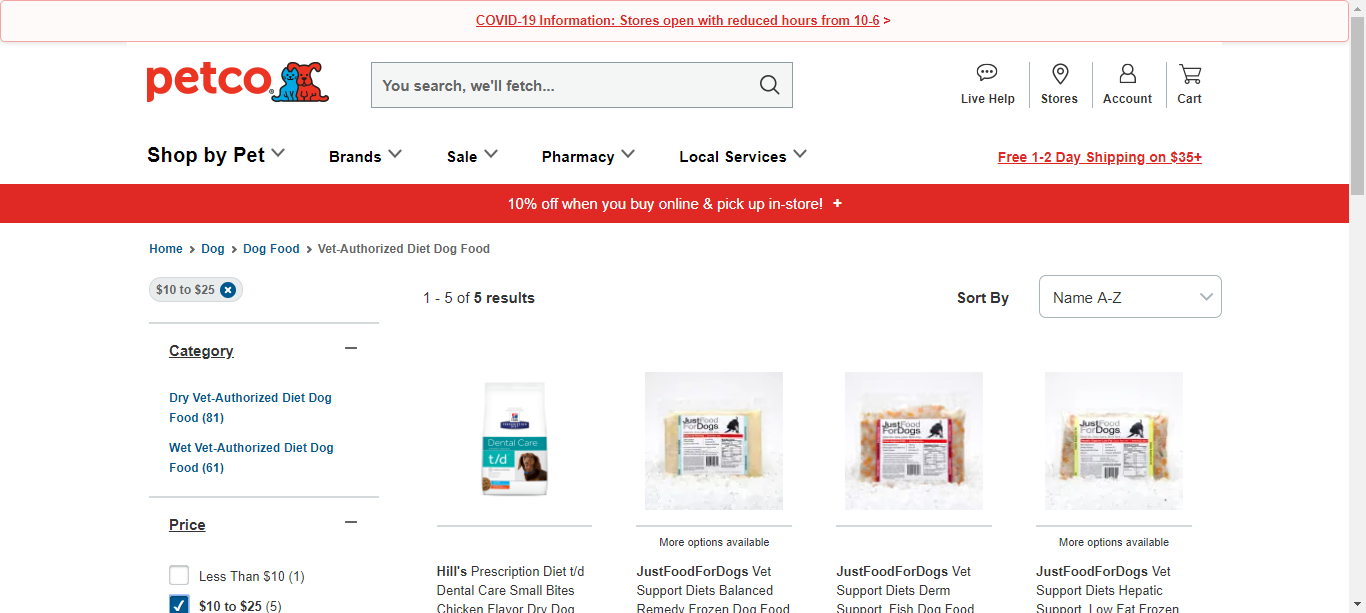 COVID-19 Information: Stores open with reduced hours from 10-6 >
petco
You search, we'll fetch...
Live Help
Stores
Account
Cart
Shop by Pet
Brands
Sale
Pharmacy
Local Services
Free 1-2 Day Shipping on $35+
10% off when you buy online & pick up in-store! +
Home > Dog > Dog Food > Vet-Authorized Diet Dog Food
$10 to $25
1 - 5 of 5 results
Sort By
Name A-Z
Category
Dry Vet-Authorized Diet Dog
Food (81)
Wet Vet-Authorized Diet Dog
Food (61)
Price
Less Than $10 (1)
$10 to $25 (5)
Dental Care
t/d
JustFood
ForDogs
JustFood
ForDogs
JustFood
ForDogs
Hill's Prescription Diet t/d
Dental Care Small Bites
Chicken Flavor Dry Dog
More options available
JustFoodForDogs Vet
Support Diets Balanced
Remedy Frozen Dog Food
JustFoodForDogs Vet
Support Diets Derm
Support, Fish Dog Food
More options available
JustFoodForDogs Vet
Support Diets Hepatic
Support, Low Fat Frozen